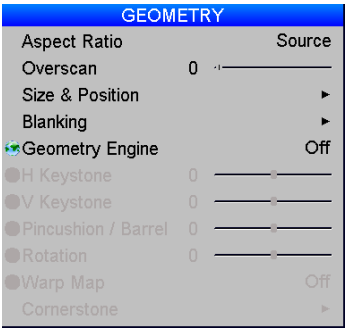 GEOMETRY
Aspect Ratio Source
Overscan 0
Size & Position
Blanking
Geometry Engine Off
H Keystone 0
V Keystone 0
Pincushion / Barrel 0
Rotation 0
Warp Map Off
Cornerstone